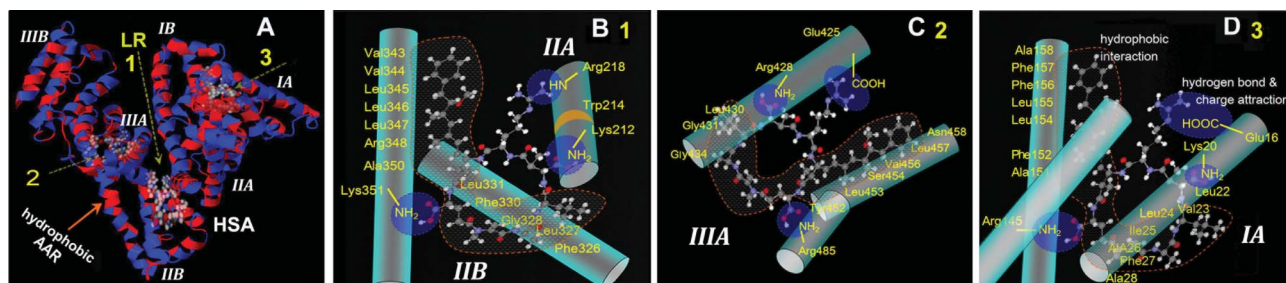 A
IIIB
IB
LR
1
3
IA
IIIA
2
IIA
hydrophobic
AAR
HSA
IIB
B 1
IIA
Val343
Val344
Leu345
Leu346
Leu347
Arg348
Ala350
Lys351
NH₂
HN
Arg218
Trp214
Lys212
NH₂
Leu331
Phe330
Gly328
Leu327
Phe326
IIB
C 2
Glu425
Arg428
NH₂
COOH
Leu430
Gly431
Gly434
Asn458
Leu457
Val456
Ser454
Leu453
Tyr452
NH₂
Arg485
IIIA
D 3
Ala158
Phe157
Phe156
Leu155
Leu154
hydrophobic
interaction
hydrogen bond &
charge attraction
HOOC
Glu16
Lys20
NH₂
Phe152
Ala151
Leu22
Val23
Arg145
NH₂
Leu24
Ile25
AlA26
Phe27
Ala28
IA